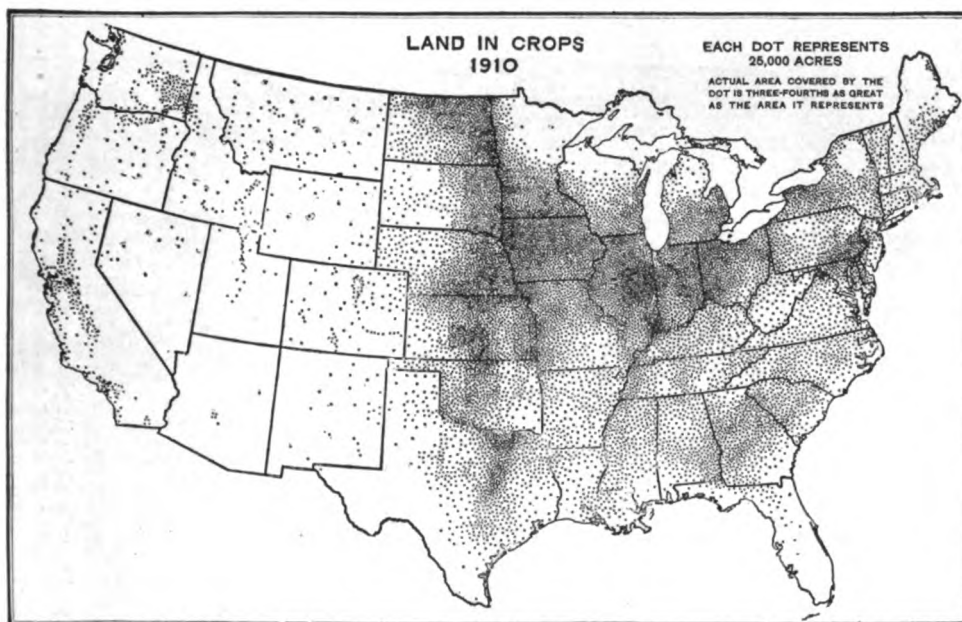 LAND IN CROPS
1910
EACH DOT REPRESENTS
25,000 ACRES
ACTUAL AREA COVERED BY THE
DOT IS THREE-FOURTHS AS GREAT
AS THE AREA IT REPRESENTS